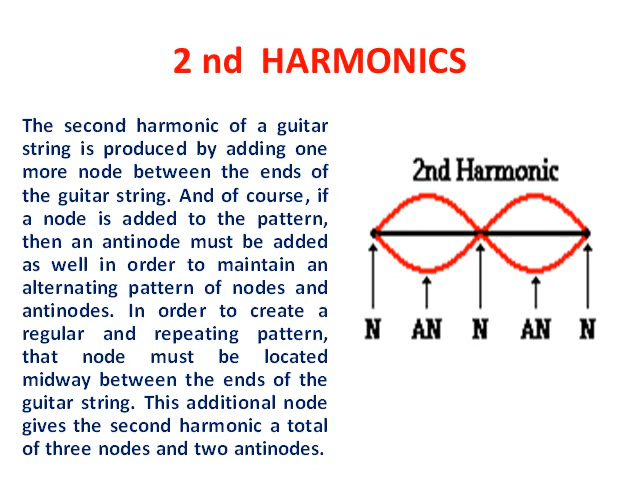 2 nd HARMONICS
The second harmonic of a guitar
string is produced by adding one
more node between the ends of
the guitar string. And of course, if
a node is added to the pattern,
then an antinode must be added
as well in order to maintain an
alternating pattern of nodes and
antinodes. In order to create a
regular and repeating pattern,
that node must be located
midway between the ends of the
guitar string. This additional node
gives the second harmonic a total
of three nodes and two antinodes.
2nd Harmonic
N AN N AN N